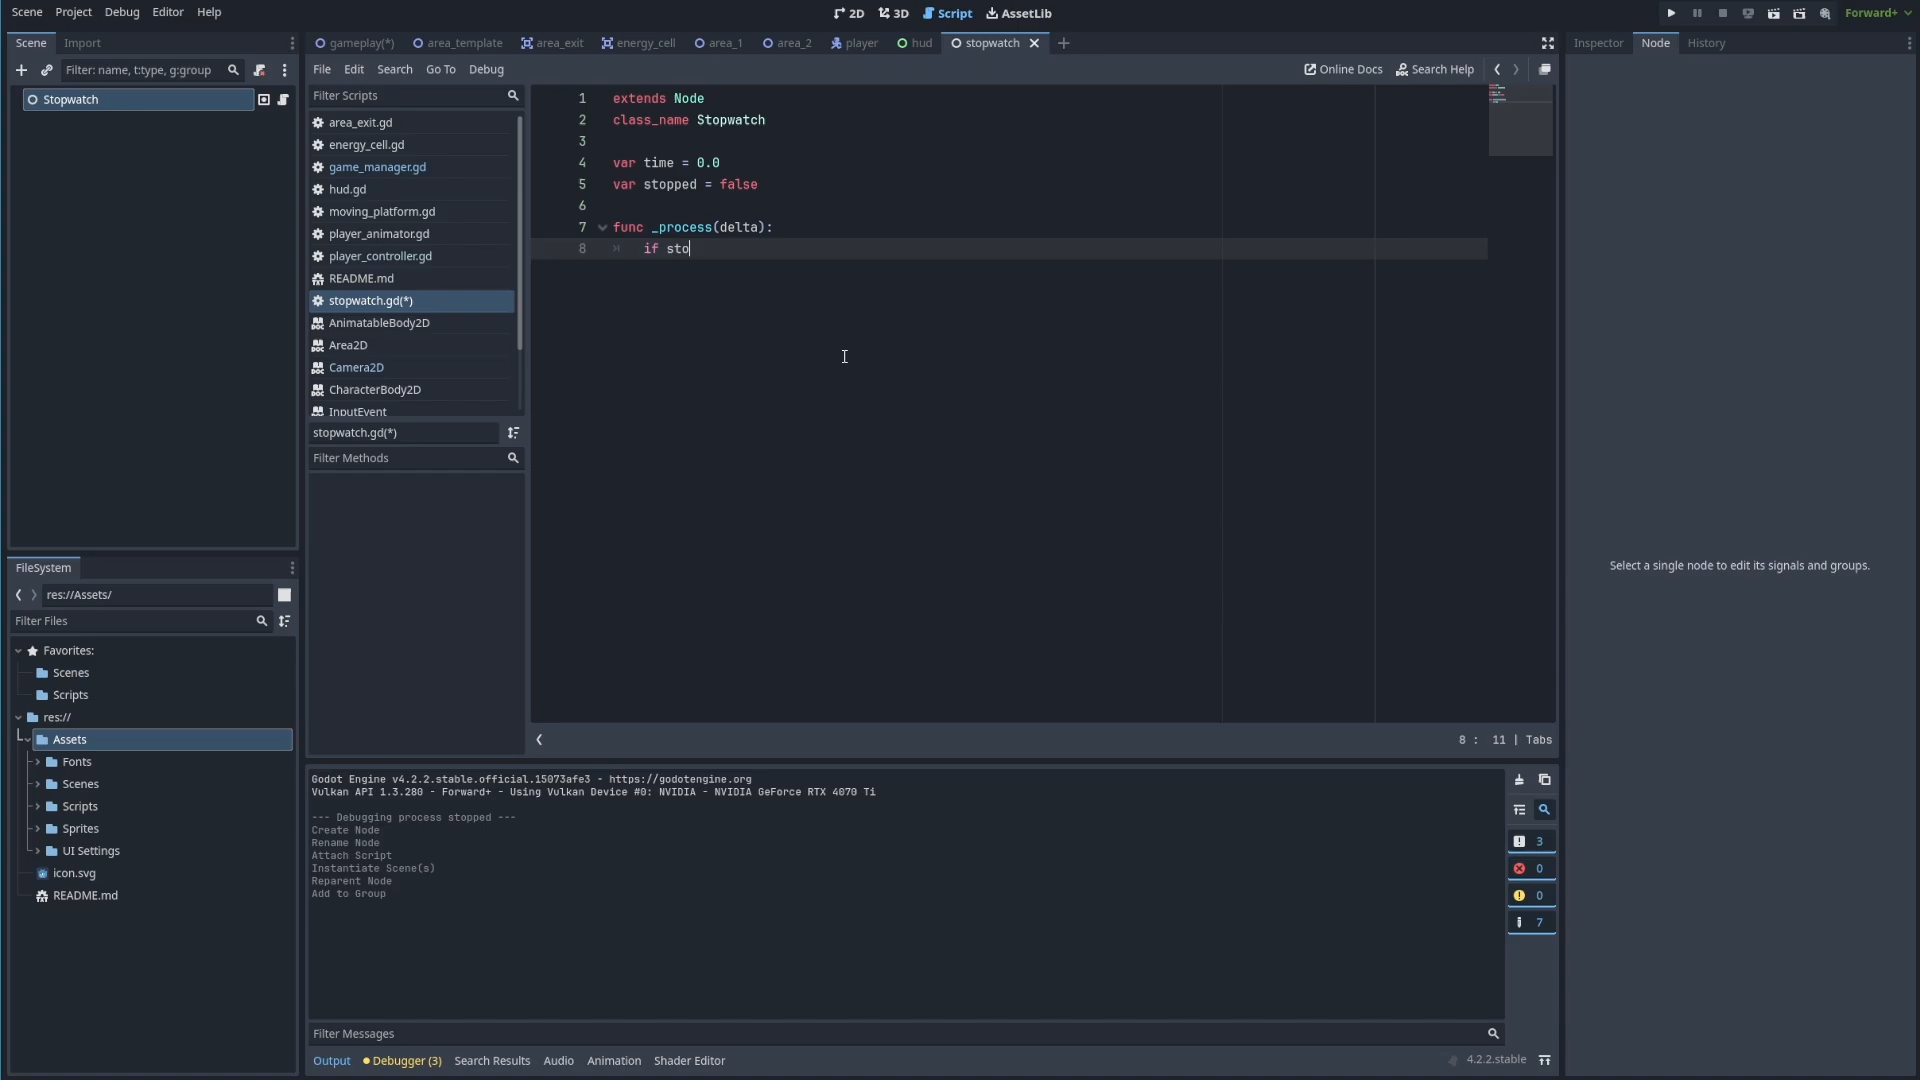 Scene Project Debug Editor Help
2D 3D Script AssetLib
Forward+
Scene Import
Filter: name, t:type, g:group
Stopwatch
gameplay(*) area_template area_exit energy_cell area_1 area_2 player hud stopwatch
File Edit Search Go To Debug
Online Docs Search Help
Filter Scripts
area_exit.gd
energy_cell.gd
game_manager.gd
hud.gd
moving_platform.gd
player_animator.gd
player_controller.gd
README.md
stopwatch.gd(*)
AnimatableBody2D
Area2D
Camera2D
CharacterBody2D
InputEvent
stopwatch.gd(*)
Filter Methods
1 extends Node
2 class_name Stopwatch
3
4 var time = 0.0
5 var stopped = false
6
7 func _process(delta):
8 if sto
8 : 11 | Tabs
Inspector Node History
Select a single node to edit its signals and groups.
FileSystem
res://Assets/
Filter Files
Favorites:
Scenes
Scripts
res://
Assets
Fonts
Scenes
Scripts
Sprites
UI Settings
icon.svg
README.md
Godot Engine v4.2.2.stable.official.15073afe3 - https://godotengine.org
Vulkan API 1.3.280 - Forward+ - Using Vulkan Device #0: NVIDIA - NVIDIA GeForce RTX 4070 Ti
--- Debugging process stopped ---
Create Node
Rename Node
Attach Script
Instantiate Scene(s)
Reparent Node
Add to Group
3
0
0
7
Filter Messages
Output Debugger (3) Search Results Audio Animation Shader Editor
4.2.2.stable